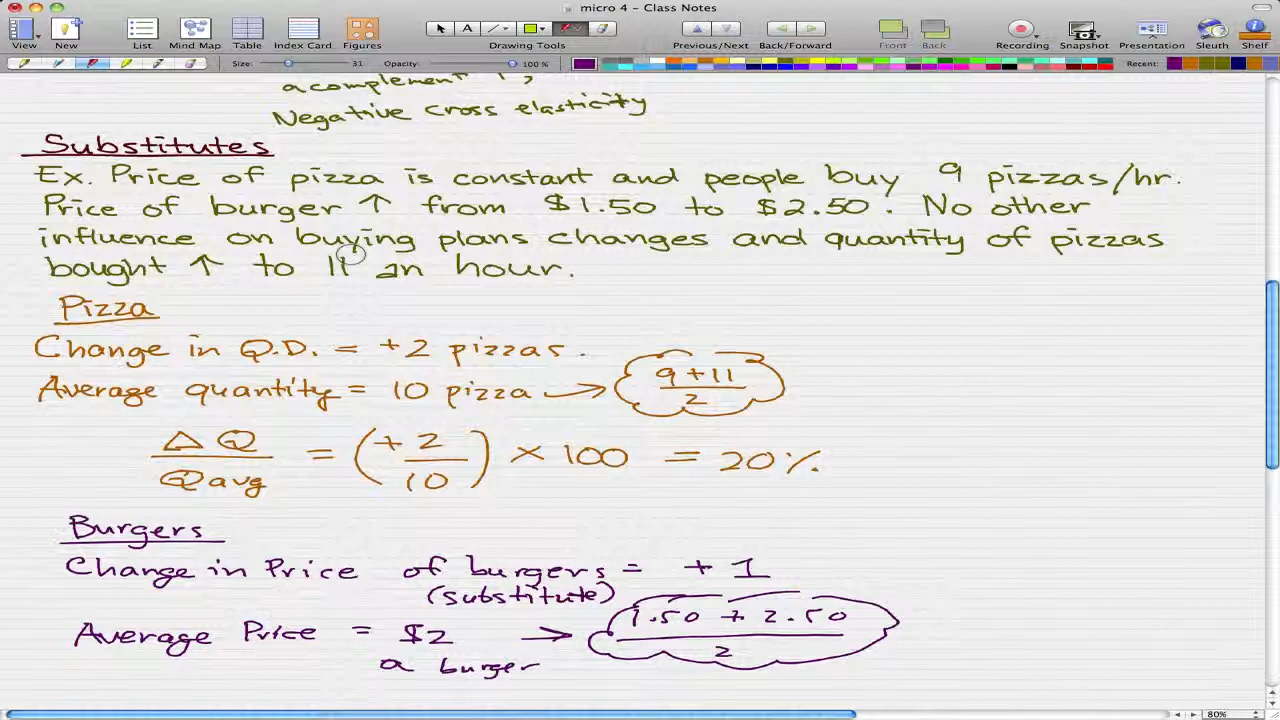 micro 4 - Class Notes
View New List Mind Map Table Index Card Figures Drawing Tools Previous/Next Back/Forward Front Back Recording Snapshot Presentation Sleuth Shelf
Size: 31 Opacity: 100 % Recent:
a complement
Negative cross elasticity
Substitutes
Ex. Price of pizza is constant and people buy 9 pizzas/hr.
Price of burger ↑ from $1.50 to $2.50. No other
influence on buying plans changes and quantity of pizzas
bought ↑ to 11 an hour.
Pizza
Change in Q.D. = +2 pizzas.
Average quantity = 10 pizza → 9 + 11 / 2
Δ Q / Q avg = (+ 2 / 10) × 100 = 20%
Burgers
Change in Price of burgers = + 1
(substitute)
Average Price = $2 → 1.50 + 2.50 / 2
a burger
80%